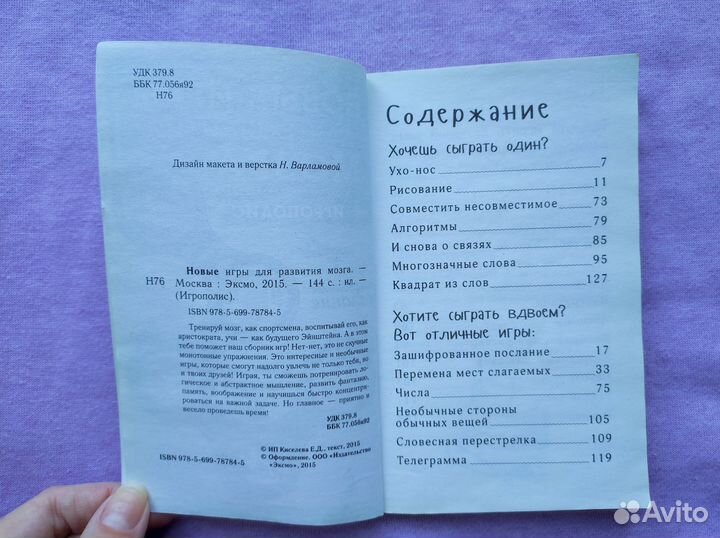 УДК 379.8
ББК 77.056я92
Н76
Дизайн макета и верстка Н. Варламовой
Новые игры для развития мозга. —
Н76 Москва : Эксмо, 2015. — 144 с. : ил. —
(Игрополис).
ISBN 978-5-699-78784-5
Тренируй мозг, как спортсмена, воспитывай его, как
аристократа, учи — как будущего Эйнштейна. А в этом
тебе поможет наш сборник игр! Нет-нет, это не скучные
монотонные упражнения. Это интересные и необычные
игры, которые смогут надолго увлечь не только тебя, но
и твоих друзей! Играя, ты сможешь потренировать ло-
гическое и абстрактное мышление, развить фантазию,
память, воображение и научишься быстро концентри-
роваться на важной задаче. Но главное — приятно и
весело проведешь время!
УДК 379.8
ББК 77.056я92
© ИП Киселева Е.Д., текст, 2015
© Оформление. ООО «Издательство
«Эксмо», 2015
ISBN 978-5-699-78784-5
Содержание
Хочешь сыграть один?
Ухо-нос 7
Рисование 11
Совместить несовместимое 73
Алгоритмы 79
И снова о связях 85
Многозначные слова 95
Квадрат из слов 127
Хотите сыграть вдвоем?
Вот отличные игры:
Зашифрованное послание 17
Перемена мест слагаемых 33
Числа 75
Необычные стороны
обычных вещей 105
Словесная перестрелка 109
Телеграмма 119
Avito